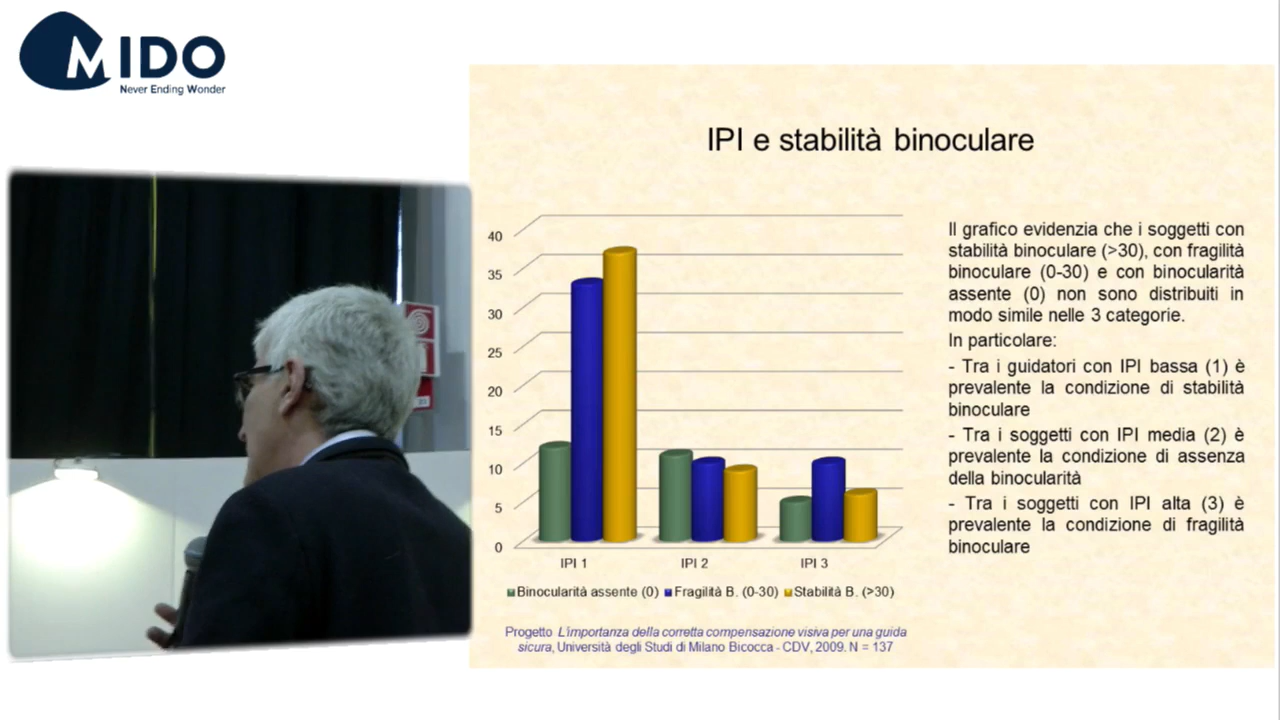 MIDO
Never Ending Wonder
IPI e stabilità binoculare
40
35
30
25
20
15
10
5
0
IPI 1
IPI 2
IPI 3
Binocularità assente (0)
Fragilità B. (0-30)
Stabilità B. (>30)
Progetto L'importanza della corretta compensazione visiva per una guida
sicura, Università degli Studi di Milano Bicocca - CDV, 2009. N = 137
Il grafico evidenzia che i soggetti con
stabilità binoculare (>30), con fragilità
binoculare (0-30) e con binocularità
assente (0) non sono distribuiti in
modo simile nelle 3 categorie.
In particolare:
- Tra i guidatori con IPI bassa (1) è
prevalente la condizione di stabilità
binoculare
- Tra i soggetti con IPI media (2) è
prevalente la condizione di assenza
della binocularità
- Tra i soggetti con IPI alta (3) è
prevalente la condizione di fragilità
binoculare